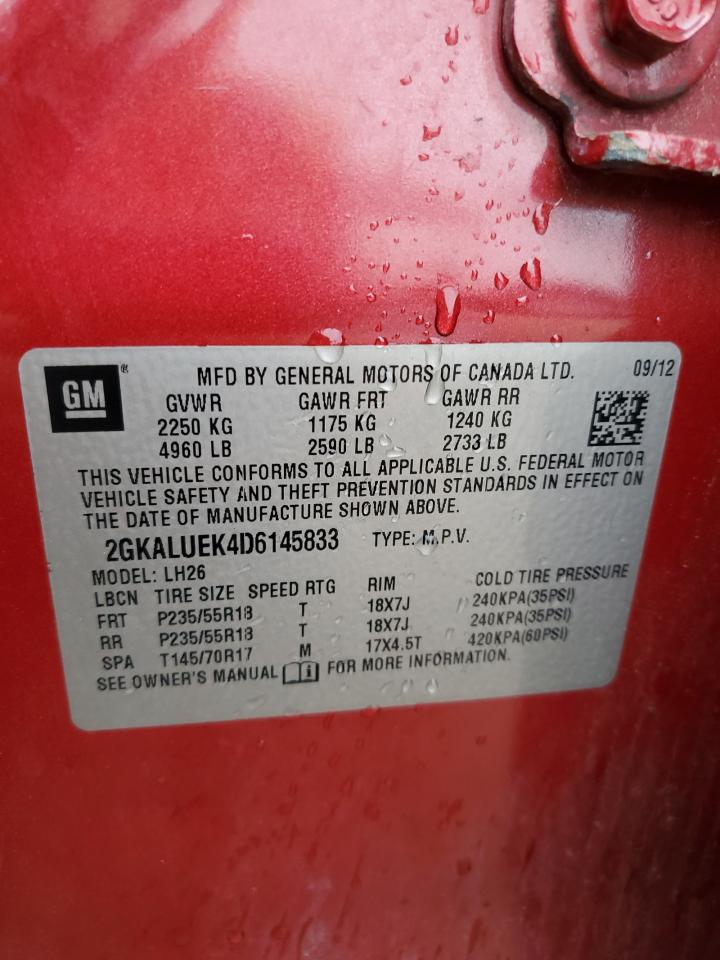 GM® MFD BY GENERAL MOTORS OF CANADA LTD. 09/12
GVWR GAWR FRT GAWR RR
2250 KG 1175 KG 1240 KG
4960 LB 2590 LB 2733 LB
THIS VEHICLE CONFORMS TO ALL APPLICABLE U.S. FEDERAL MOTOR
VEHICLE SAFETY AND THEFT PREVENTION STANDARDS IN EFFECT ON
THE DATE OF MANUFACTURE SHOWN ABOVE.
2GKALUEK4D6145833 TYPE: M.P.V.
MODEL: LH26
LBCN TIRE SIZE SPEED RTG RIM COLD TIRE PRESSURE
FRT P235/55R18 T 18X7J 240KPA(35PSI)
RR P235/55R18 T 18X7J 240KPA(35PSI)
SPA T145/70R17 M 17X4.5T 420KPA(60PSI)
SEE OWNER'S MANUAL i FOR MORE INFORMATION.